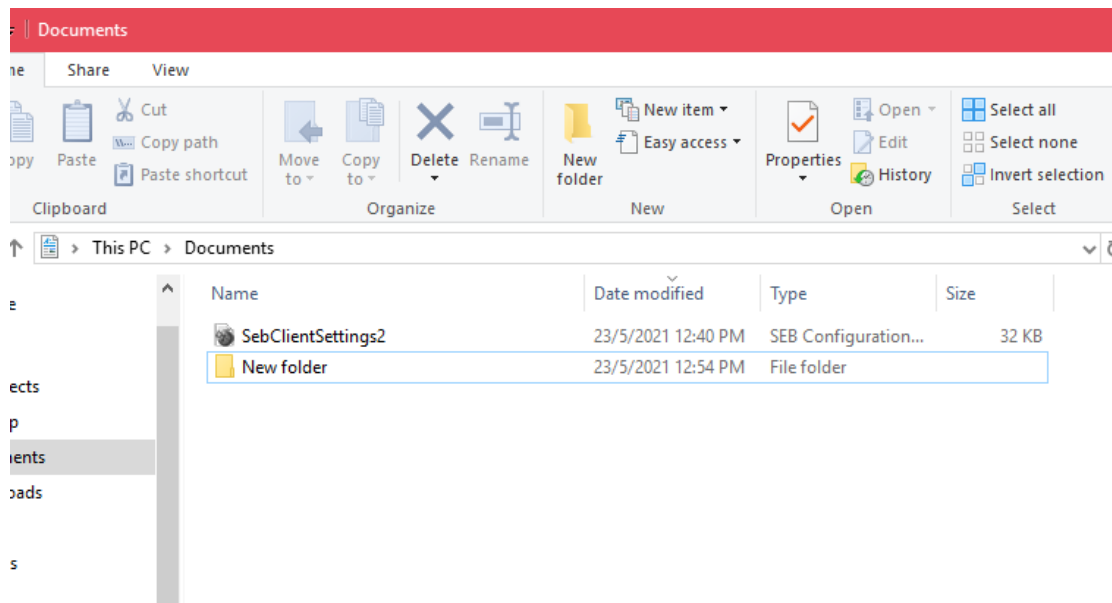 Documents
Share View
Cut
Copy path
Paste shortcut
Paste
Clipboard
Move to
Copy to
Delete
Rename
Organize
New folder
New item
Easy access
New
Properties
Open
Edit
History
Open
Select all
Select none
Invert selection
Select
This PC > Documents
Name Date modified Type Size
SebClientSettings2 23/5/2021 12:40 PM SEB Configuration... 32 KB
New folder 23/5/2021 12:54 PM File folder